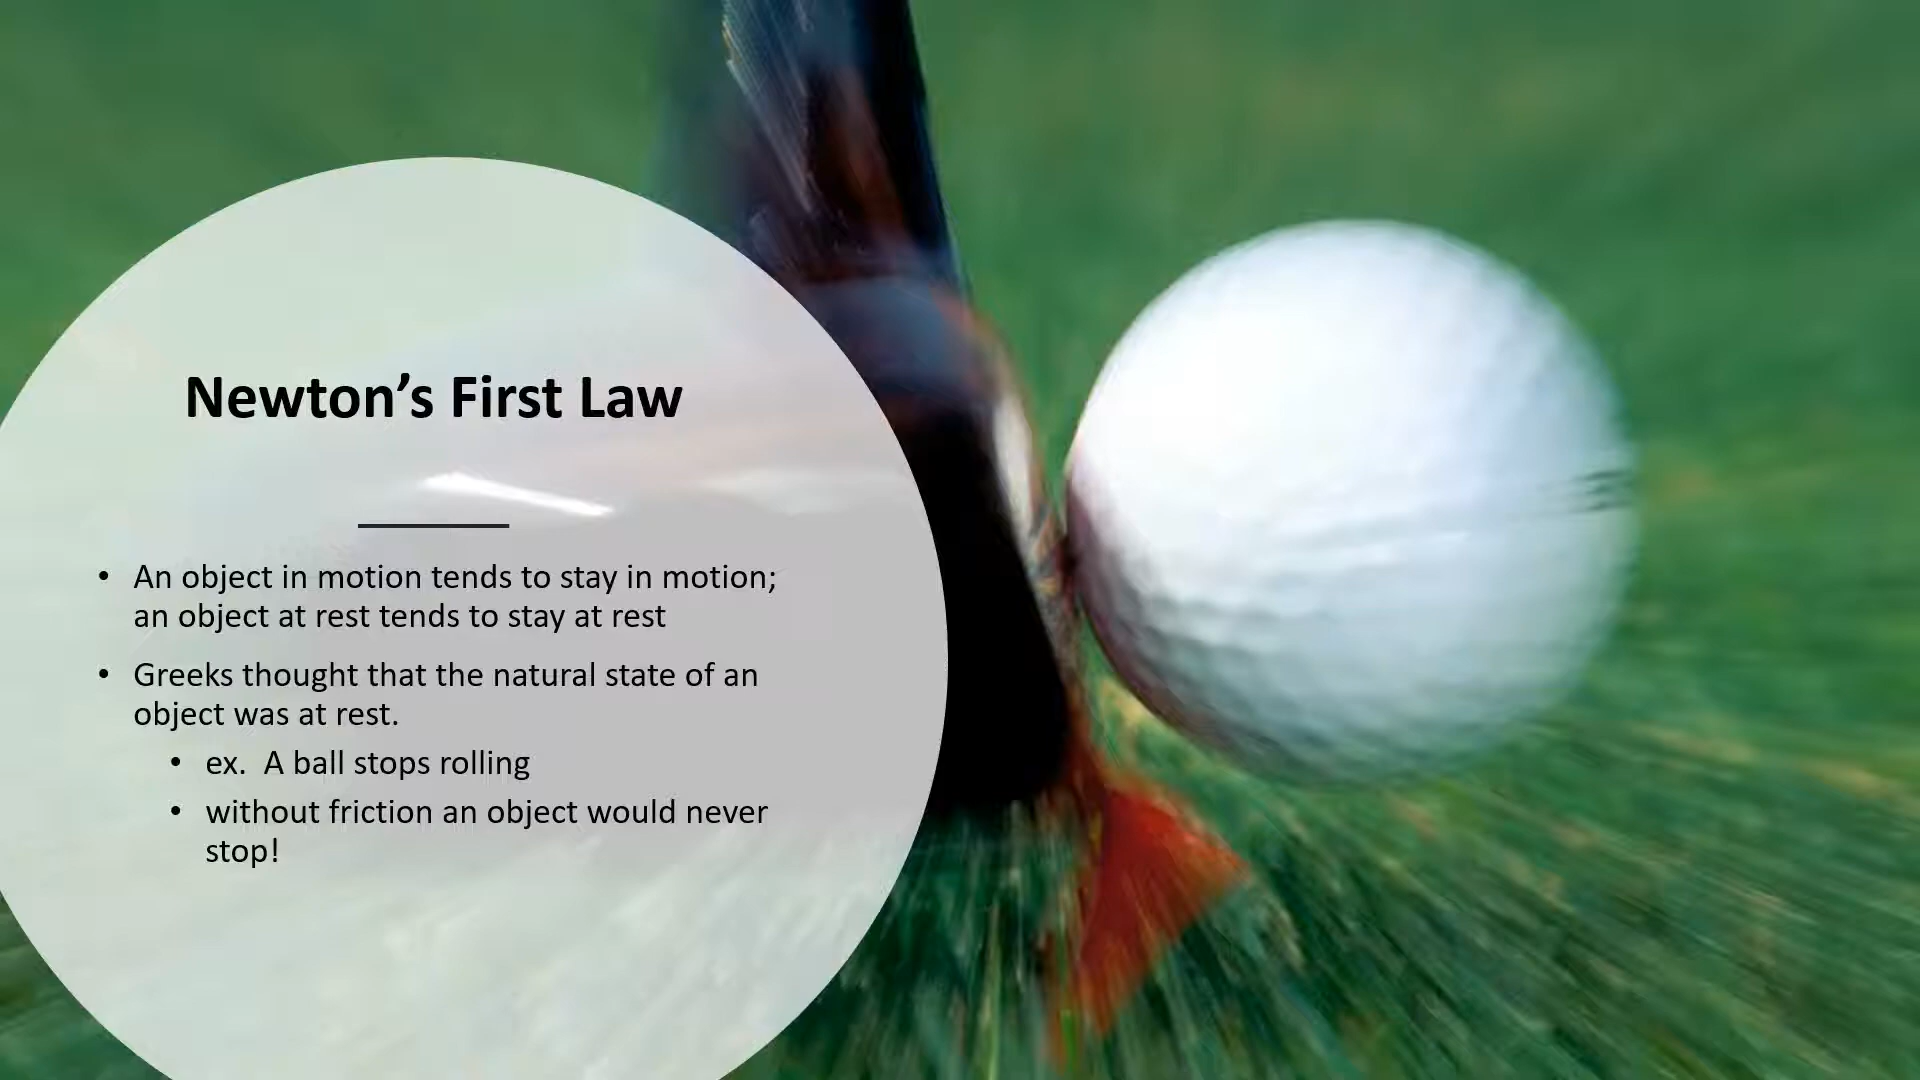 Newton’s First Law
• An object in motion tends to stay in motion;
an object at rest tends to stay at rest
• Greeks thought that the natural state of an
object was at rest.
• ex.  A ball stops rolling
• without friction an object would never
stop!